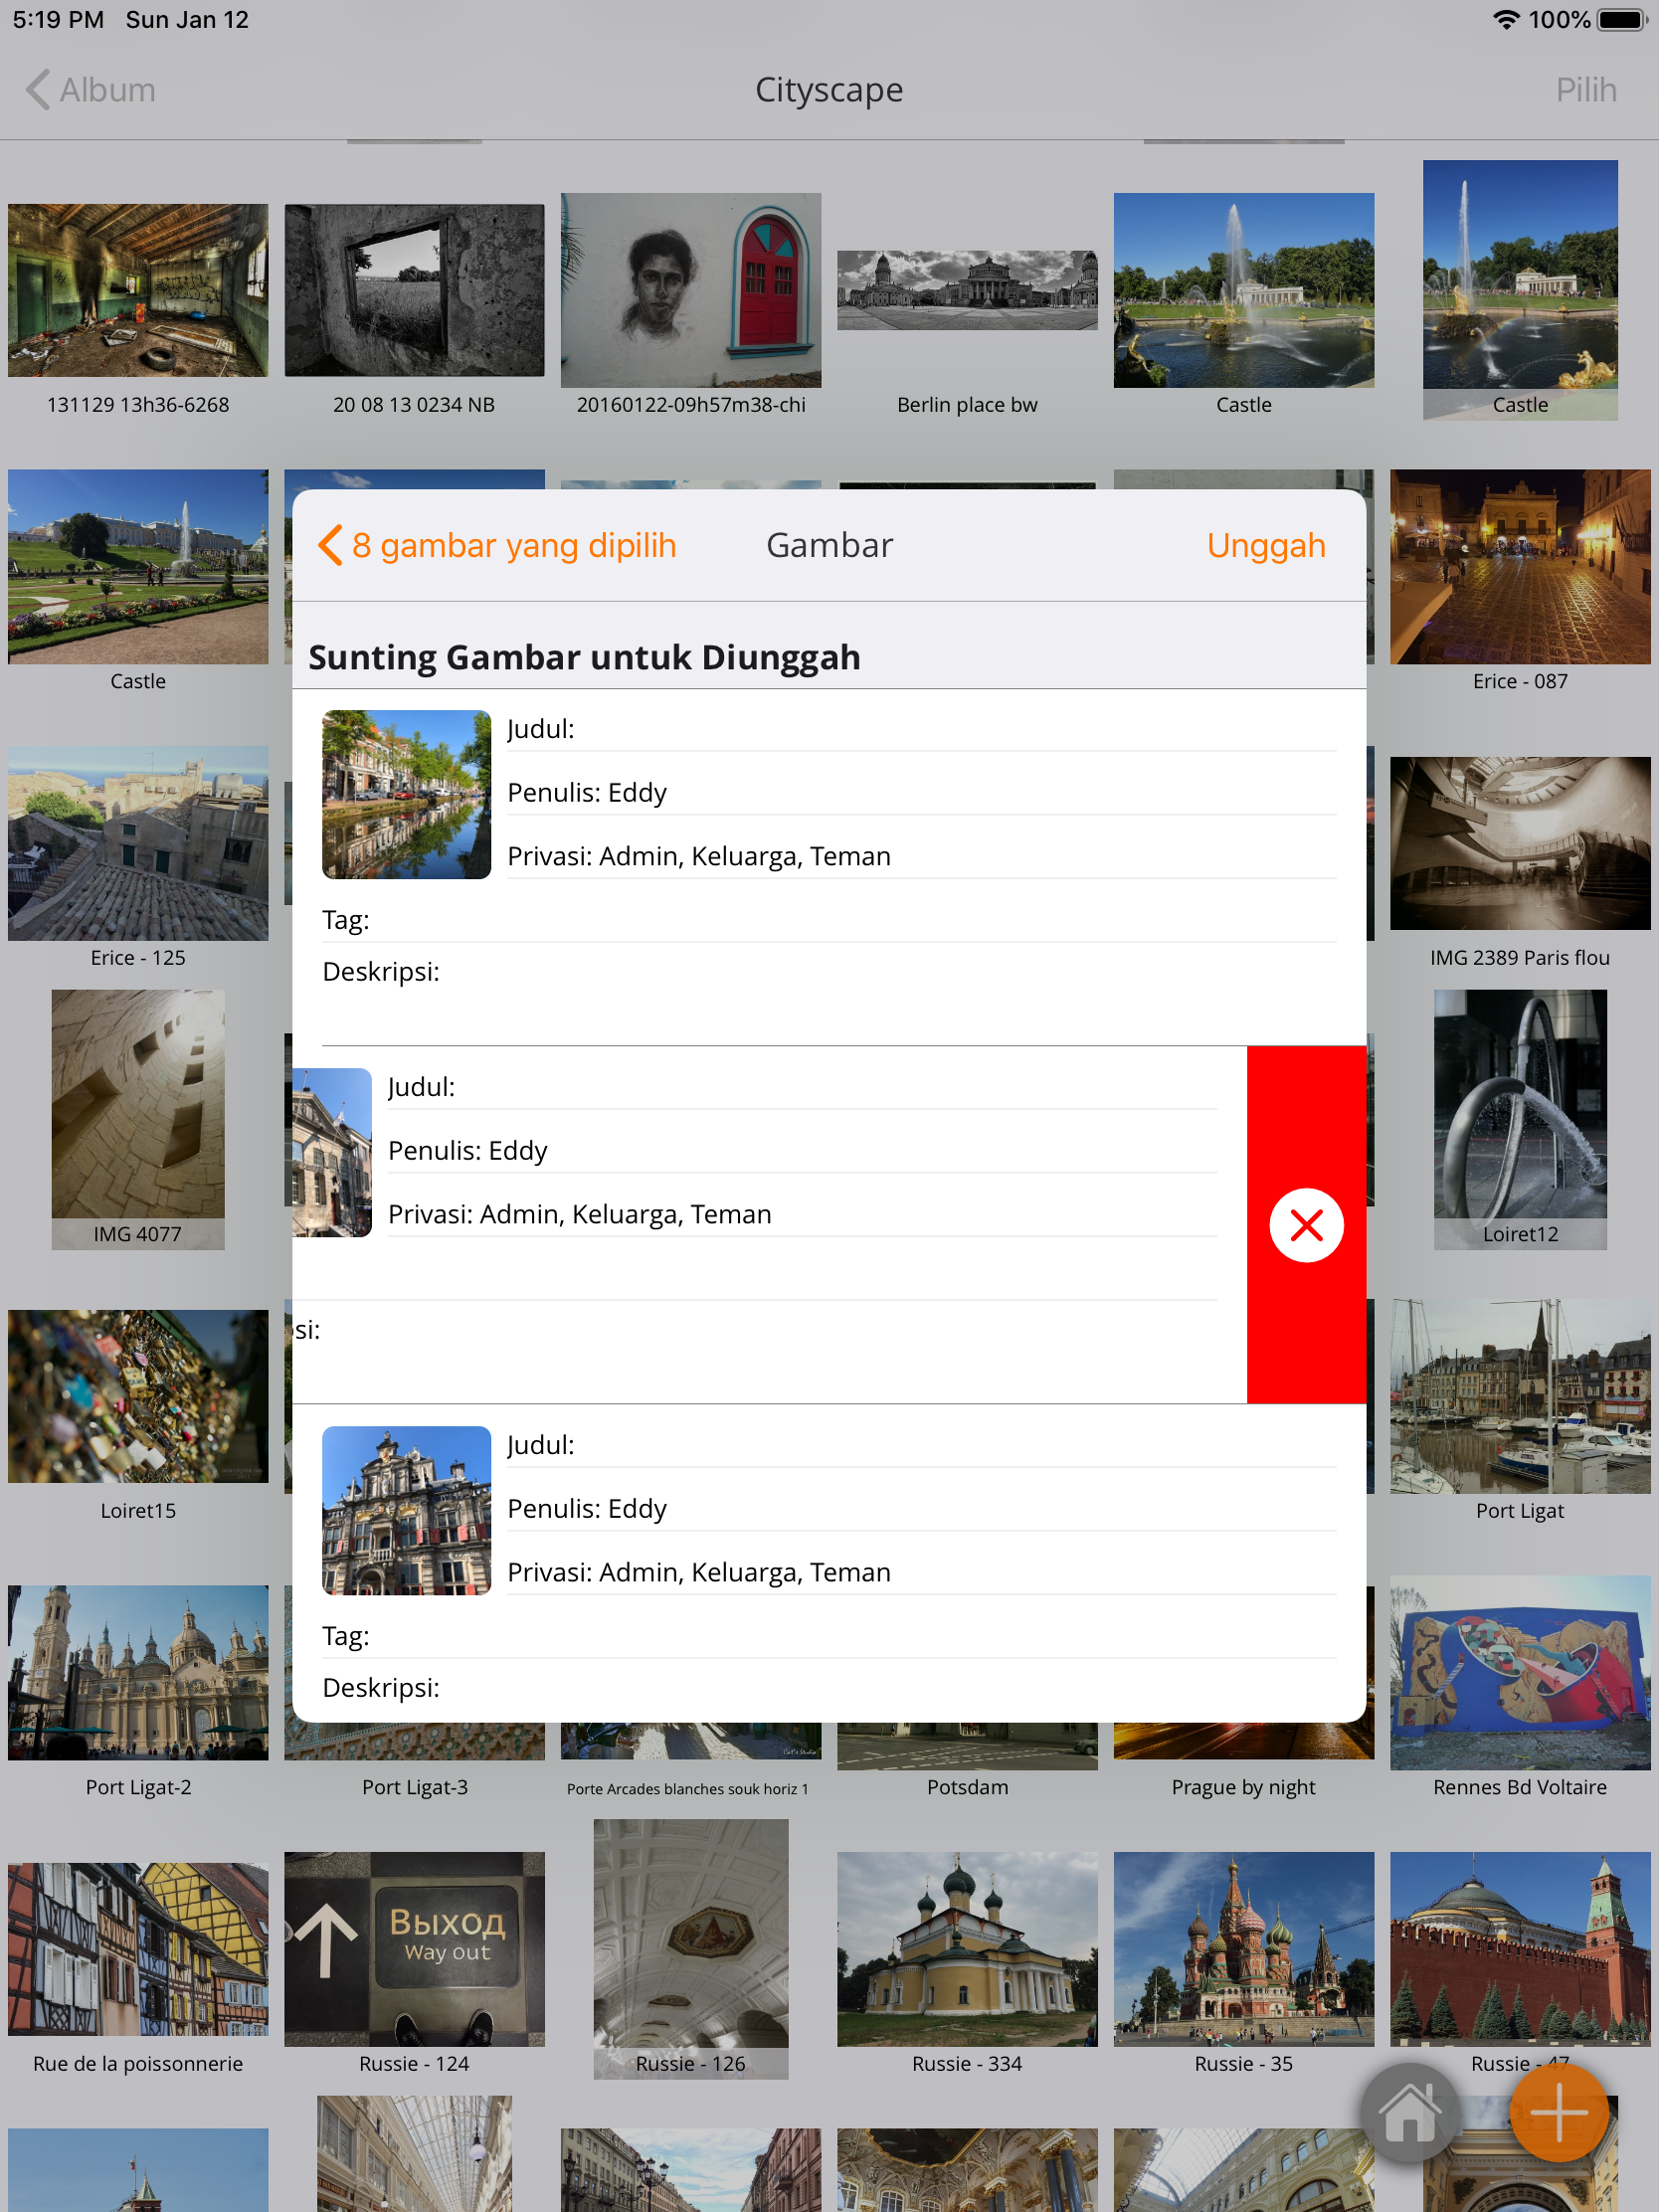 5:19 PM Sun Jan 12 100%
Album Cityscape Pilih
131129 13h36-6268
20 08 13 0234 NB
20160122-09h57m38-chi
Berlin place bw
Castle
Castle
8 gambar yang dipilih Gambar Unggah
Sunting Gambar untuk Diunggah
Castle
Erice - 087
Judul:
Penulis: Eddy
Privasi: Admin, Keluarga, Teman
Tag:
Deskripsi:
Erice - 125
IMG 2389 Paris flou
Judul:
Penulis: Eddy
Privasi: Admin, Keluarga, Teman
si:
IMG 4077
Loiret12
Judul:
Penulis: Eddy
Privasi: Admin, Keluarga, Teman
Tag:
Deskripsi:
Loiret15
Port Ligat
Port Ligat-2
Port Ligat-3
Porte Arcades blanches souk horiz 1
Potsdam
Prague by night
Rennes Bd Voltaire
Выход
Way out
Rue de la poissonnerie
Russie - 124
Russie - 126
Russie - 334
Russie - 35
Russie - 47